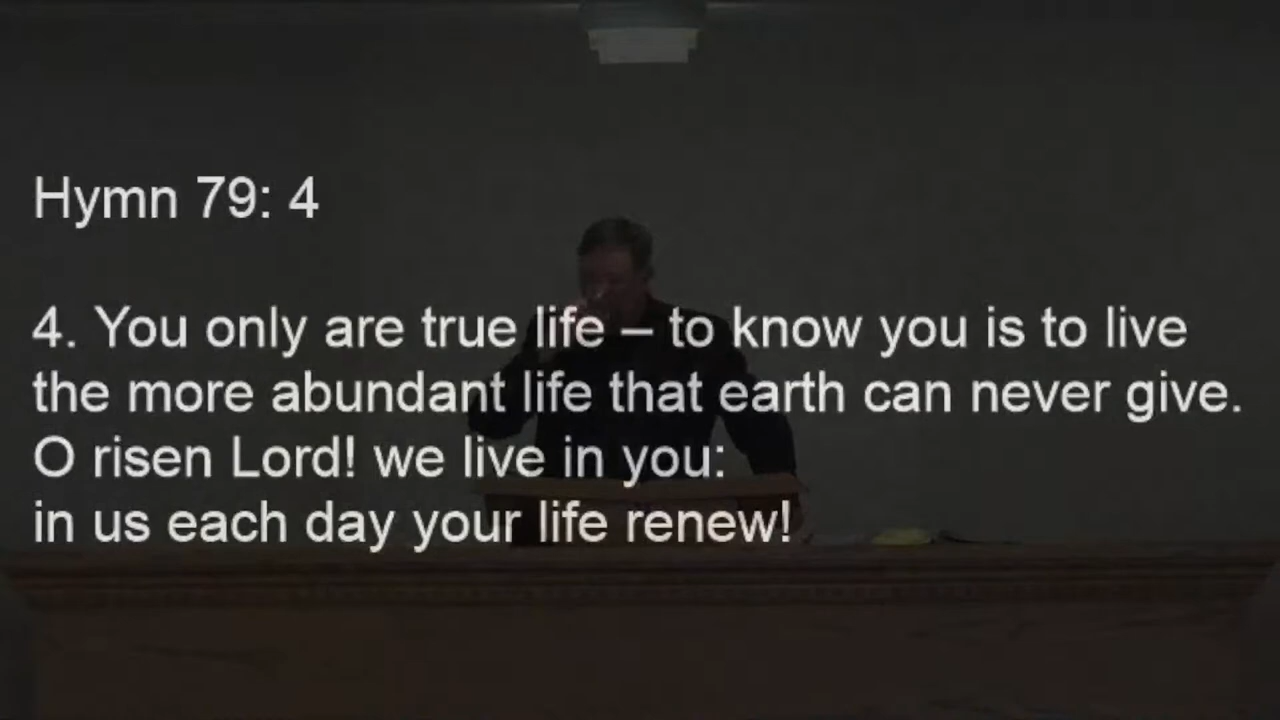 Hymn 79: 4
4. You only are true life – to know you is to live
the more abundant life that earth can never give.
O risen Lord! we live in you:
in us each day your life renew!